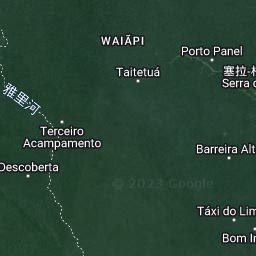 WAIÃPI
Porto Panel
Taitetuá
塞拉-
Serra
雅里河
Terceiro
Acampamento
Descoberta
Barreira Alt
© 2023 Google
Táxi do Lim
Bom In